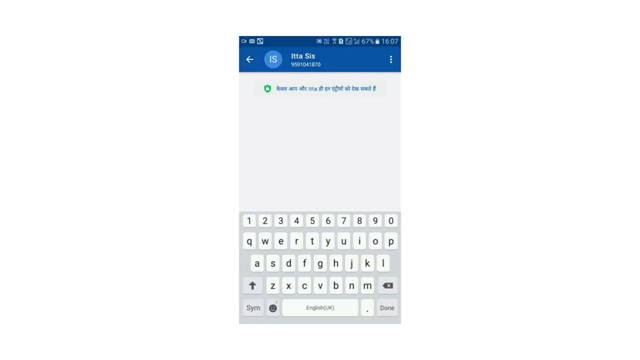 67% 16:07
IS
Itta Sis
9591041870
केवल आप और Itta ही इन एंट्रीयों को देख सकते हैं
1 2 3 4 5 6 7 8 9 0
q w e r t y u i o p
a s d f g h j k l
z x c v b n m
Sym English(UK) . Done